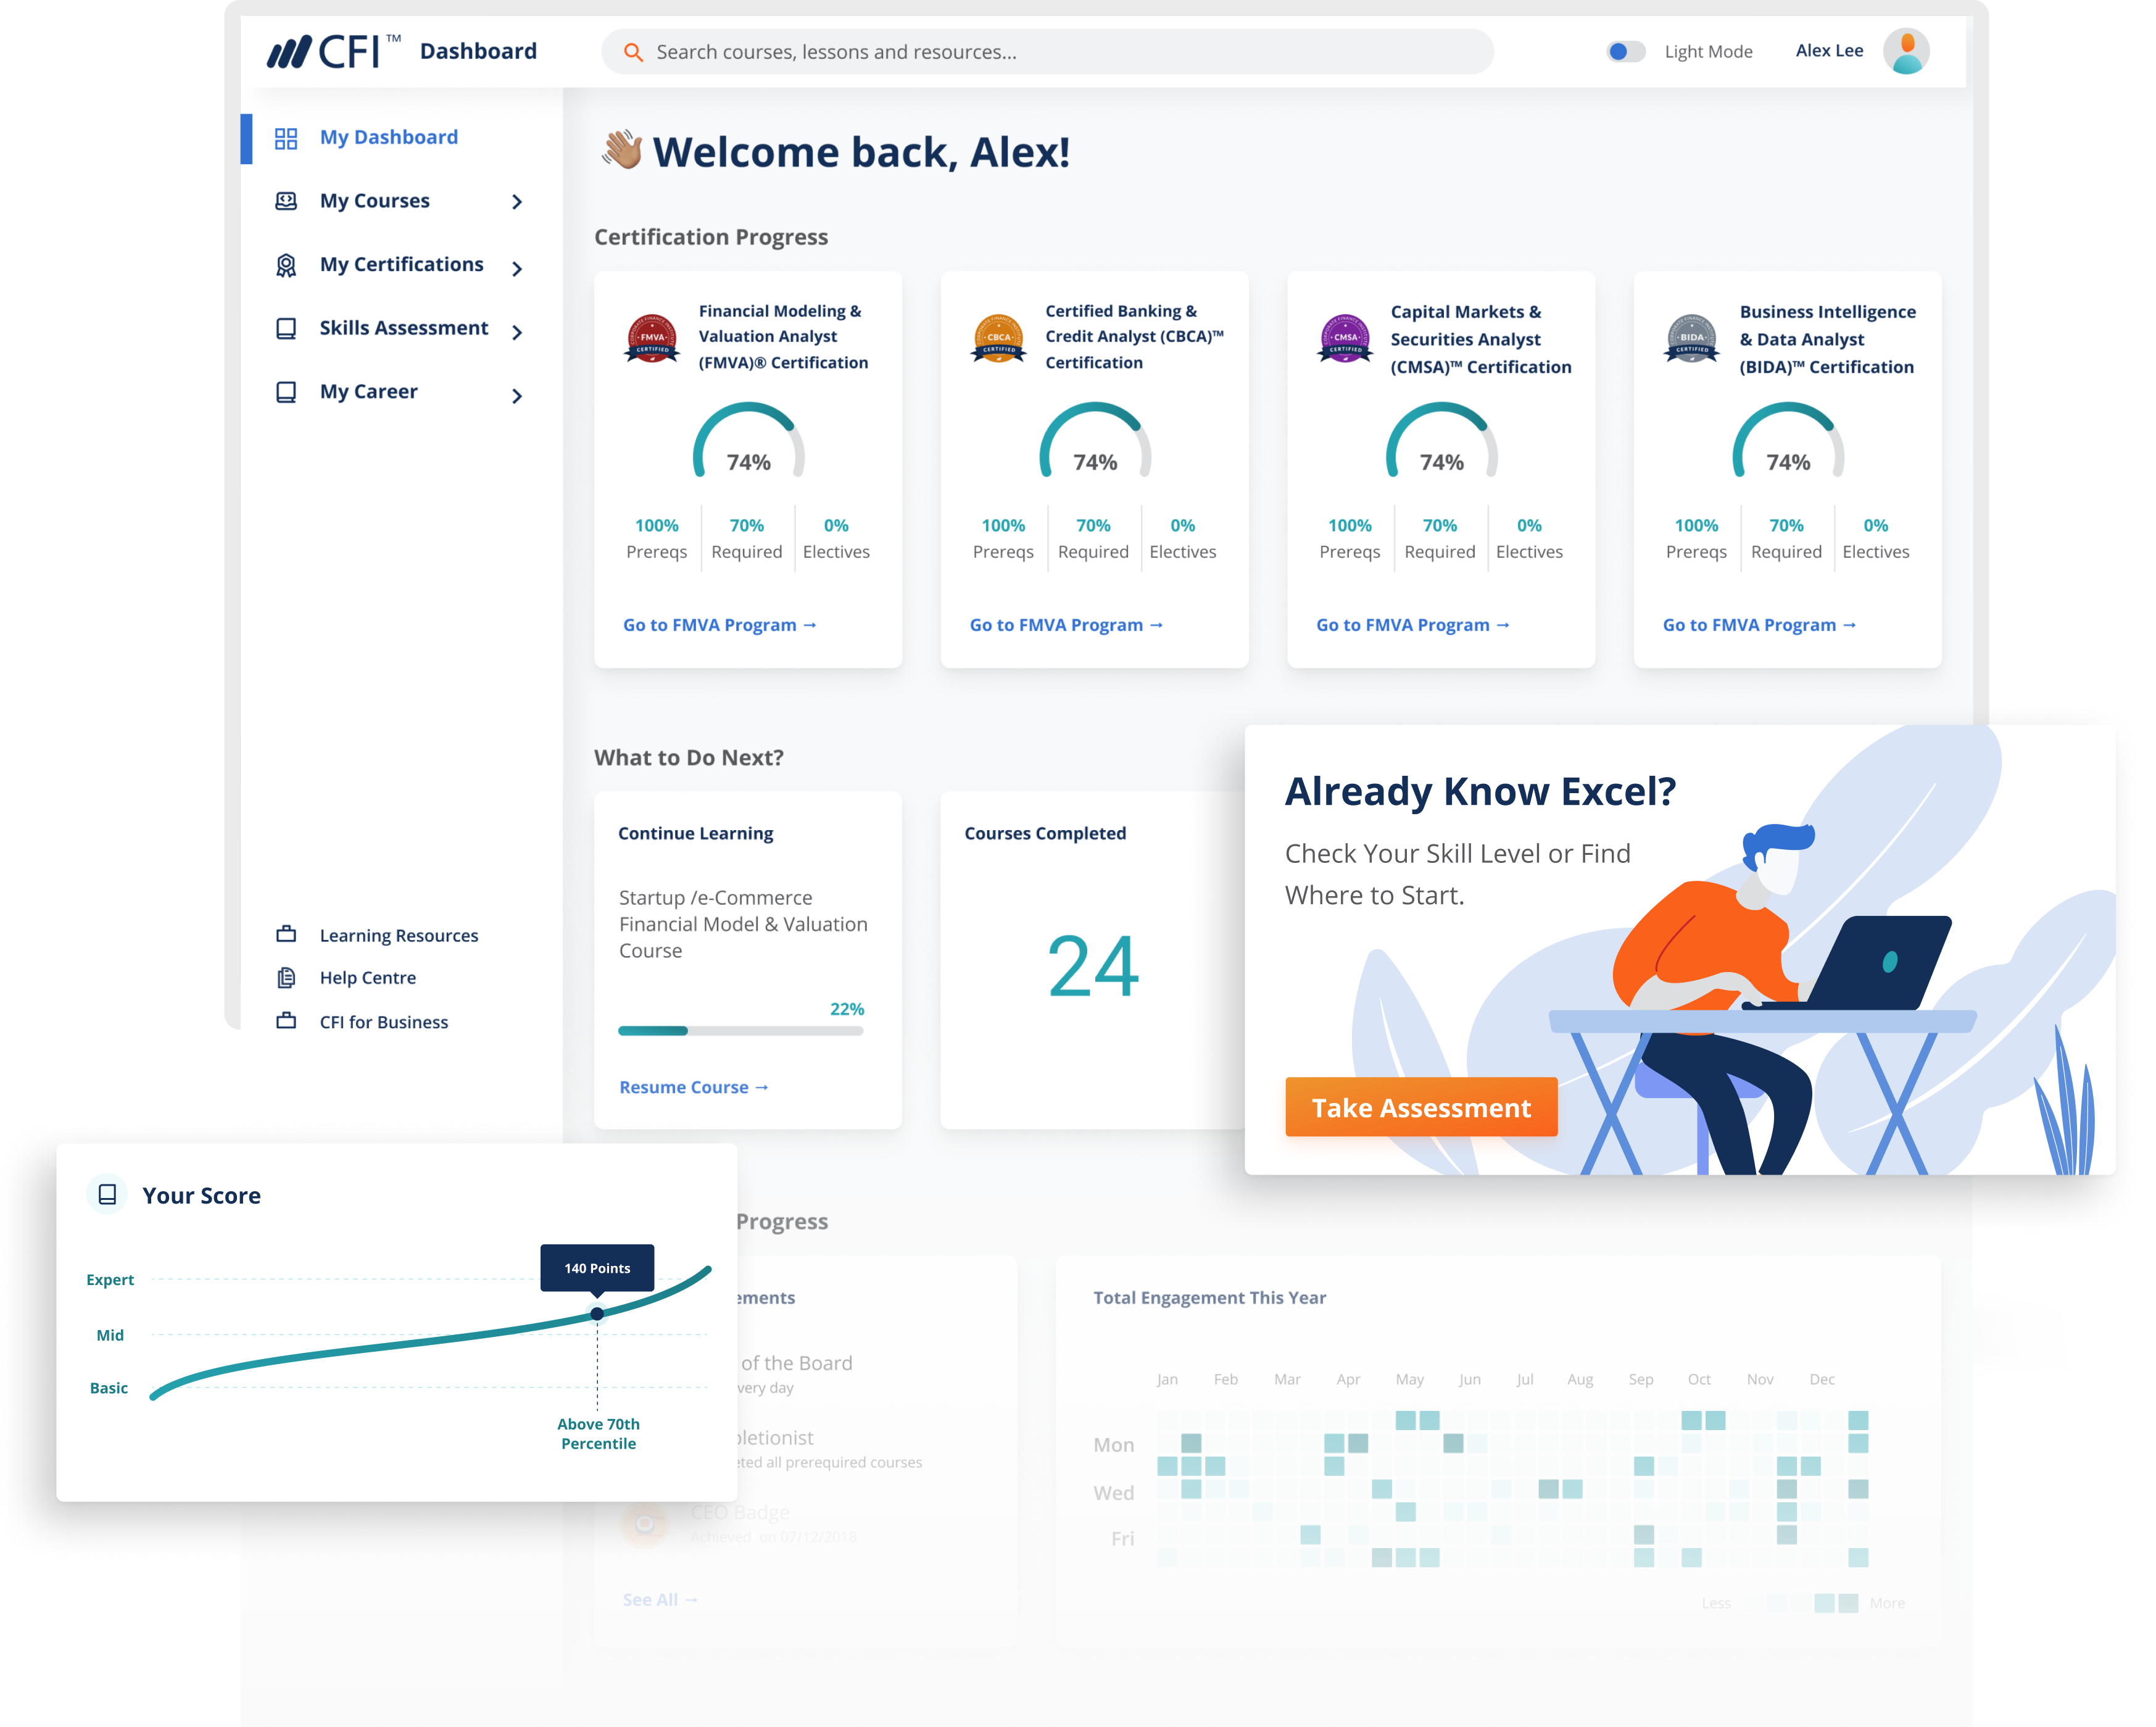 CFI™ Dashboard
Search courses, lessons and resources...
Light Mode
Alex Lee
My Dashboard
My Courses
My Certifications
Skills Assessment
My Career
Learning Resources
Help Centre
CFI for Business
👋🏽 Welcome back, Alex!
Certification Progress
FMVA
CERTIFIED
Financial Modeling &
Valuation Analyst
(FMVA)® Certification
74%
100%
Prereqs
70%
Required
0%
Electives
Go to FMVA Program →
CBCA
CERTIFIED
Certified Banking &
Credit Analyst (CBCA)™
Certification
74%
100%
Prereqs
70%
Required
0%
Electives
Go to FMVA Program →
CMSA
CERTIFIED
Capital Markets &
Securities Analyst
(CMSA)™ Certification
74%
100%
Prereqs
70%
Required
0%
Electives
Go to FMVA Program →
BIDA
CERTIFIED
Business Intelligence
& Data Analyst
(BIDA)™ Certification
74%
100%
Prereqs
70%
Required
0%
Electives
Go to FMVA Program →
What to Do Next?
Continue Learning
Startup /e-Commerce
Financial Model & Valuation
Course
22%
Resume Course →
Courses Completed
24
Already Know Excel?
Check Your Skill Level or Find
Where to Start.
Take Assessment
Your Score
140 Points
Expert
Mid
Basic
Above 70th
Percentile
Progress
ements
of the Board
very day
pletionist
eted all prerequired courses
CEO Badge
Achieved on 07/12/2018
See All →
Total Engagement This Year
Jan Feb Mar Apr May Jun Jul Aug Sep Oct Nov Dec
Mon
Wed
Fri
Less
More